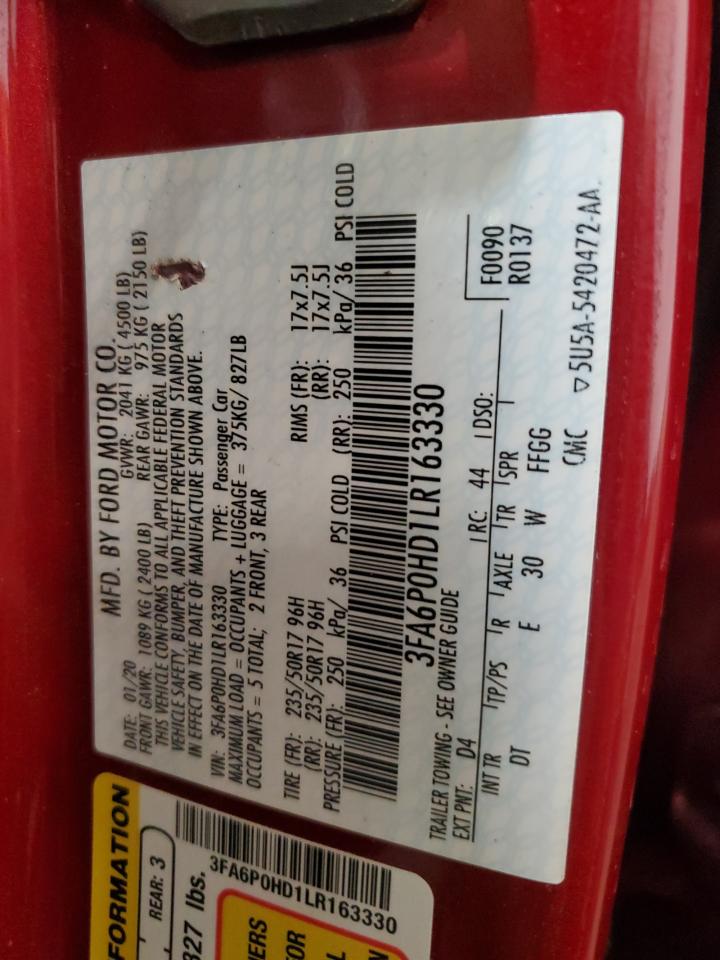 MFD. BY FORD MOTOR CO.
DATE: 01/20 GVWR: 2041 KG ( 4500 LB)
FRONT GAWR: 1089 KG ( 2400 LB) REAR GAWR: 975 KG ( 2150 LB)
THIS VEHICLE CONFORMS TO ALL APPLICABLE FEDERAL MOTOR
VEHICLE SAFETY, BUMPER, AND THEFT PREVENTION STANDARDS
IN EFFECT ON THE DATE OF MANUFACTURE SHOWN ABOVE.
VIN: 3FA6P0HD1LR163330 TYPE: Passenger Car
MAXIMUM LOAD = OCCUPANTS + LUGGAGE = 375KG/ 827LB
OCCUPANTS = 5 TOTAL; 2 FRONT, 3 REAR
TIRE (FR): 235/50R17 96H RIMS (FR): 17x7.5J
(RR): 235/50R17 96H (RR): 17x7.5J
PRESSURE (FR): 250 kPa/ 36 PSI COLD (RR): 250 kPa/ 36 PSI COLD
3FA6P0HD1LR163330
TRAILER TOWING - SEE OWNER GUIDE
EXT PNT: D4 RC: 44 DSO: F0090
R0137
INT TR TP/PS R AXLE TR SPR
DT E 30 W FFGG
CMC ▽5U5A-5420472-AA
FORMATION
REAR: 3
327 lbs.
3FA6P0HD1LR163330